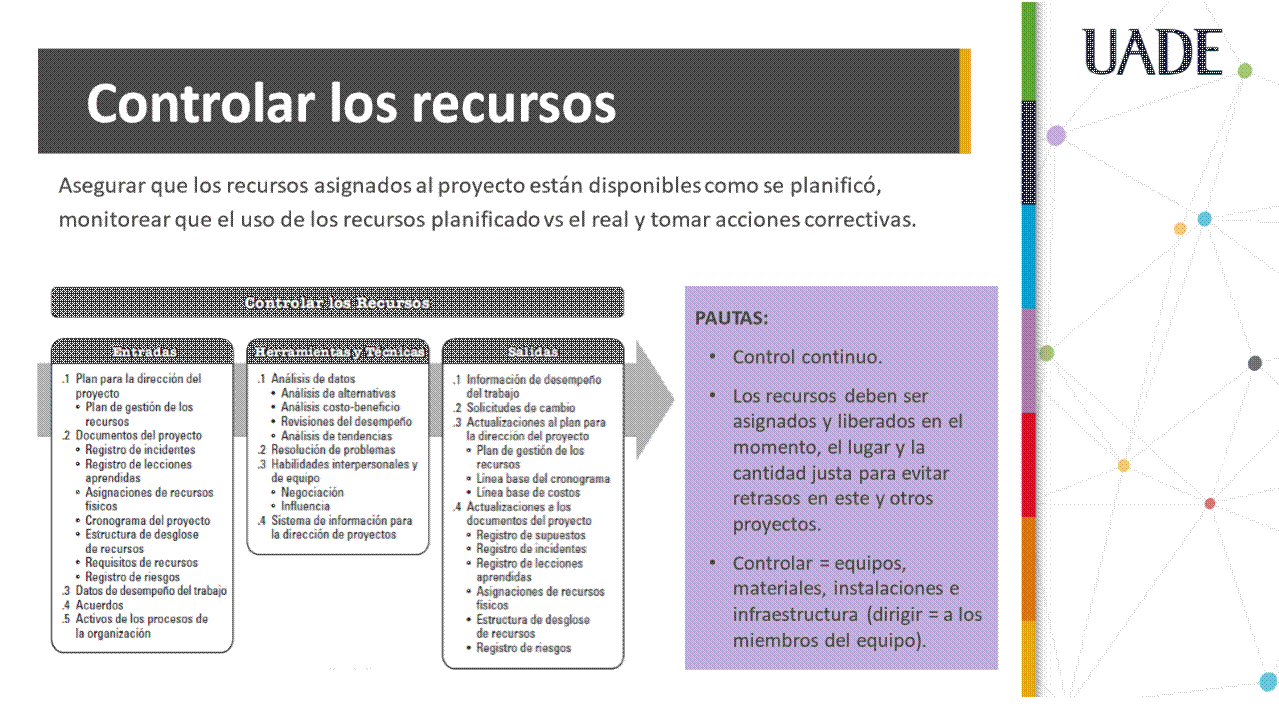 UADE
Controlar los recursos
Asegurar que los recursos asignados al proyecto están disponibles como se planificó,
monitorear que el uso de los recursos planificado vs el real y tomar acciones correctivas.
Controlar los Recursos
Entradas
.1 Plan para la dirección del
proyecto
• Plan de gestión de los
recursos
.2 Documentos del proyecto
• Registro de incidentes
• Registro de lecciones
aprendidas
• Asignaciones de recursos
físicos
• Cronograma del proyecto
• Estructura de desglose
de recursos
• Requisitos de recursos
• Registro de riesgos
.3 Datos de desempeño del trabajo
.4 Acuerdos
.5 Activos de los procesos de
la organización
Herramientas y Técnicas
.1 Análisis de datos
• Análisis de alternativas
• Análisis costo-beneficio
• Revisiones del desempeño
• Análisis de tendencias
.2 Resolución de problemas
.3 Habilidades interpersonales y
de equipo
• Negociación
• Influencia
.4 Sistema de información para
la dirección de proyectos
Salidas
.1 Información de desempeño
del trabajo
.2 Solicitudes de cambio
.3 Actualizaciones al plan para
la dirección del proyecto
• Plan de gestión de los
recursos
• Línea base del cronograma
• Línea base de costos
.4 Actualizaciones a los
documentos del proyecto
• Registro de supuestos
• Registro de incidentes
• Registro de lecciones
aprendidas
• Asignaciones de recursos
físicos
• Estructura de desglose
de recursos
• Registro de riesgos
PAUTAS:
• Control continuo.
• Los recursos deben ser
asignados y liberados en el
momento, el lugar y la
cantidad justa para evitar
retrasos en este y otros
proyectos.
• Controlar = equipos,
materiales, instalaciones e
infraestructura (dirigir = a los
miembros del equipo).